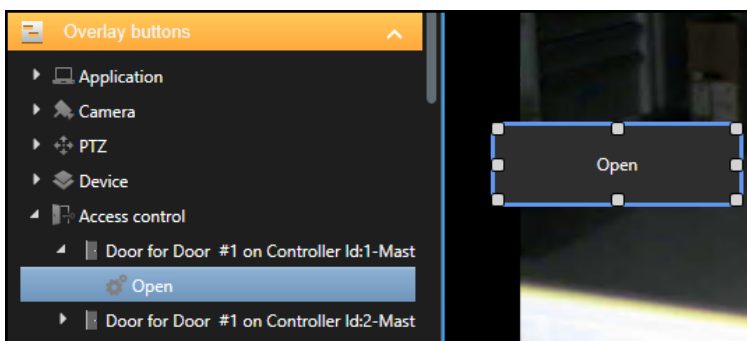 Overlay buttons
Application
Camera
PTZ
Device
Access control
Door for Door #1 on Controller Id:1-Mast
Open
Door for Door #1 on Controller Id:2-Mast
Open